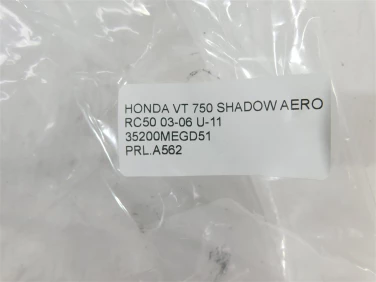 HONDA VT 750 SHADOW AERO
RC50 03-06 U-11
35200MEGD51
PRL.A562